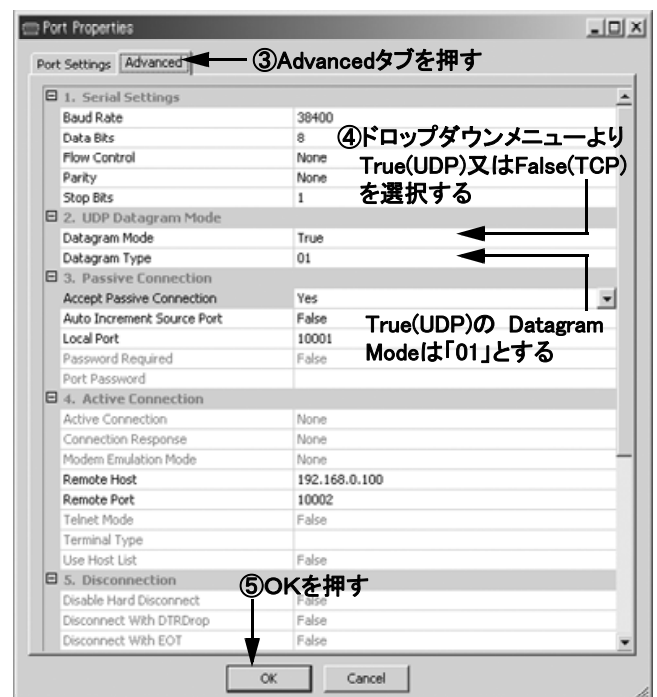 Port Properties
Port Settings Advanced ③Advancedタブを押す
1. Serial Settings
Baud Rate 38400
Data Bits 8
Flow Control None
Parity None
Stop Bits 1
④ドロップダウンメニューより
True(UDP)又はFalse(TCP)
を選択する
2. UDP Datagram Mode
Datagram Mode True
Datagram Type 01
3. Passive Connection
Accept Passive Connection Yes
Auto Increment Source Port False
Local Port 10001
Password Required False
Port Password
True(UDP)の Datagram
Modeは「01」とする
4. Active Connection
Active Connection None
Connection Response None
Modem Emulation Mode None
Remote Host 192.168.0.100
Remote Port 10002
Telnet Mode False
Terminal Type
Use Host List False
5. Disconnection
⑤OKを押す
Disable Hard Disconnect False
Disconnect With DTRDrop False
Disconnect With EOT False
OK Cancel